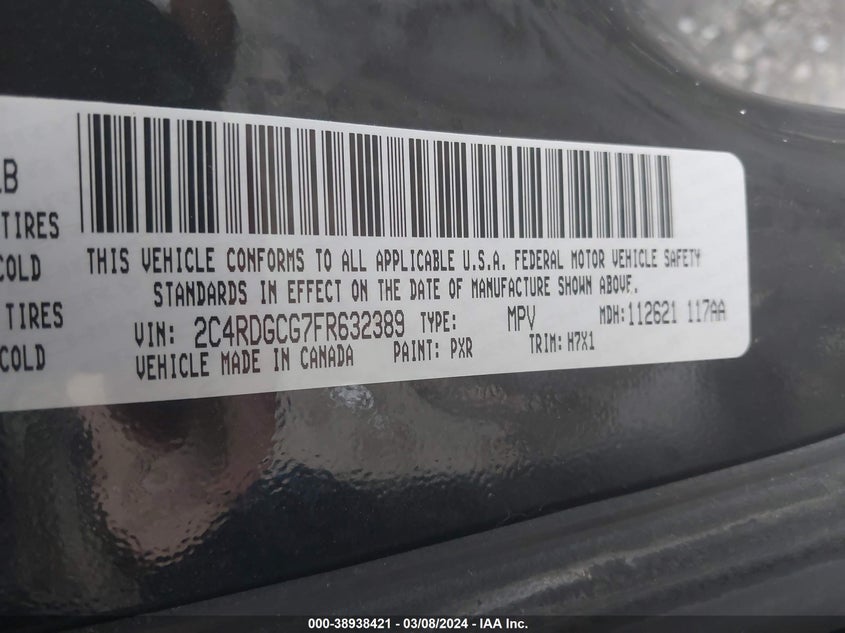 LB
TIRES
COLD
TIRES
COLD
THIS VEHICLE CONFORMS TO ALL APPLICABLE U.S.A. FEDERAL MOTOR VEHICLE SAFETY
STANDARDS IN EFFECT ON THE DATE OF MANUFACTURE SHOWN ABOVE.
VIN: 2C4RDGCG7FR632389 TYPE: MPV MDH:112621 117AA
VEHICLE MADE IN CANADA PAINT: PXR TRIM: H7X1
000-38938421 - 03/08/2024 - IAA Inc.